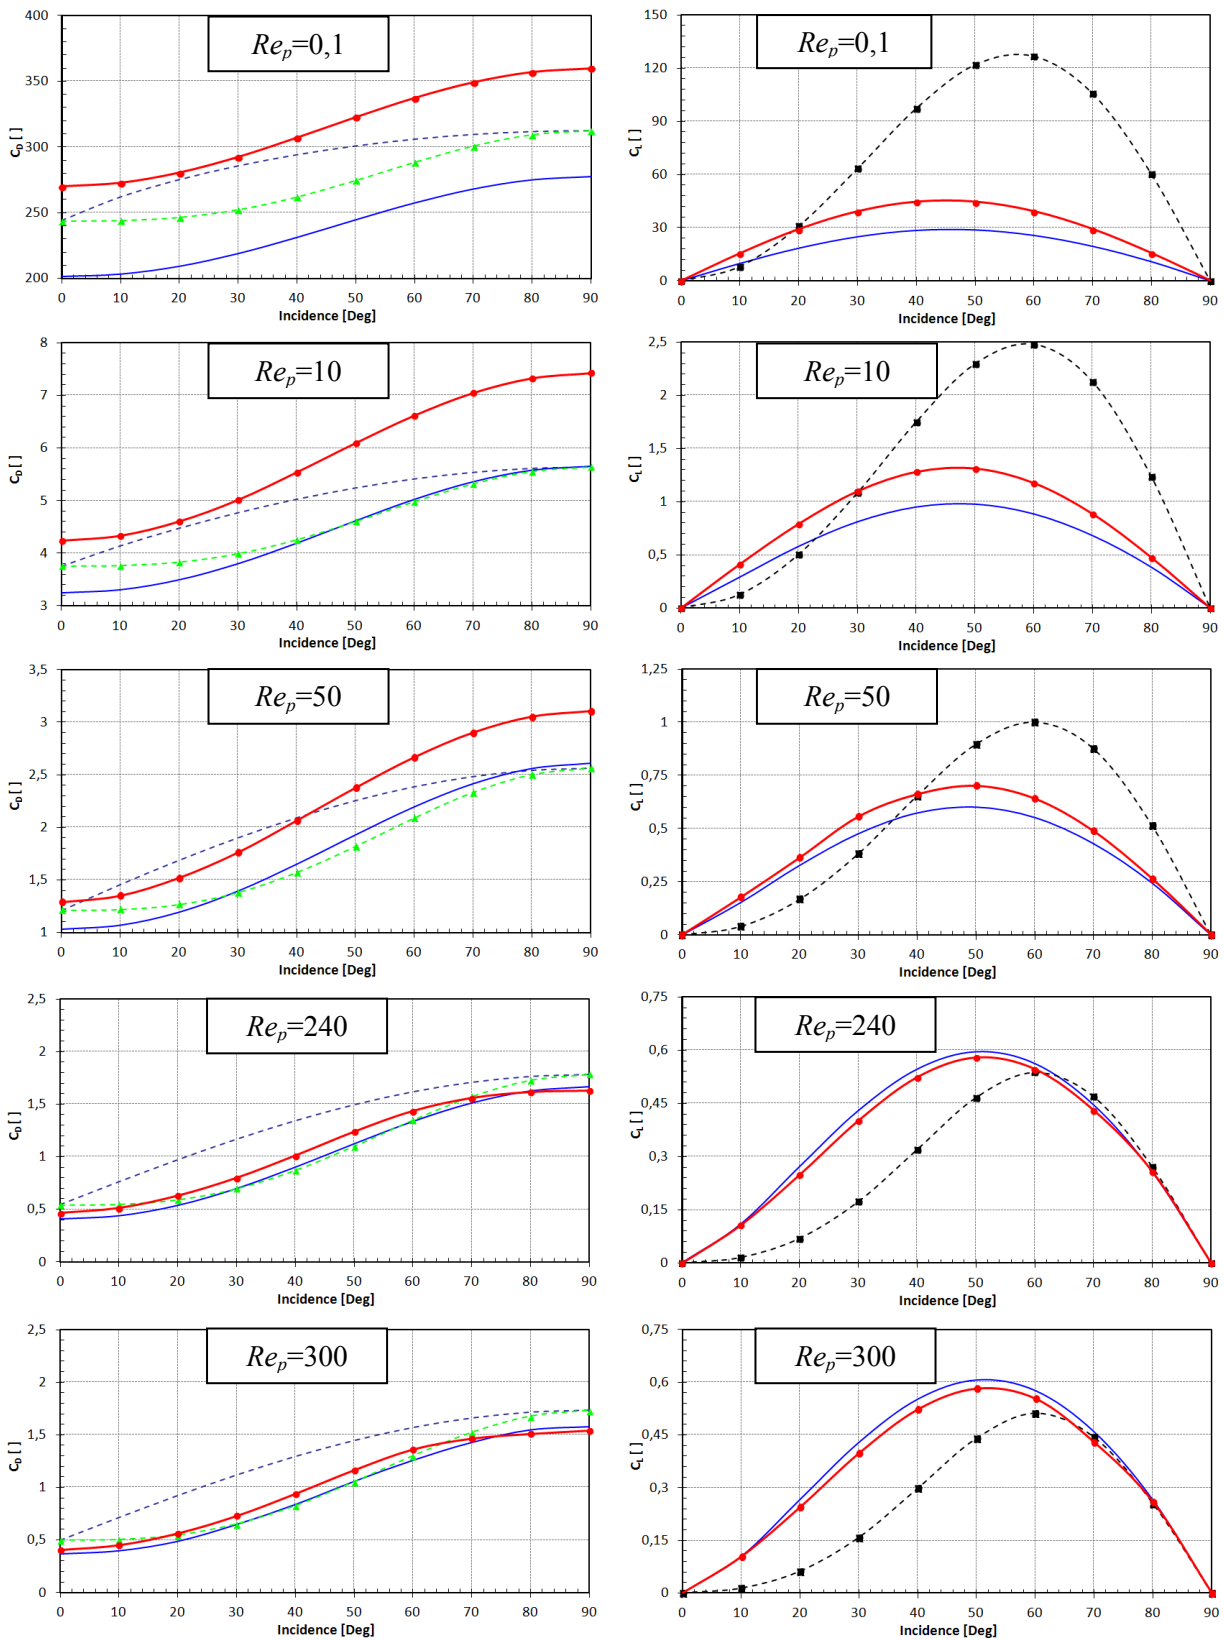 Re_p=0,1
400
350
300
250
200
C_D [ ]
0 10 20 30 40 50 60 70 80 90
Incidence [Deg]
Re_p=0,1
150
120
90
60
30
0
C_L [ ]
0 10 20 30 40 50 60 70 80 90
Incidence [Deg]
Re_p=10
8
7
6
5
4
3
C_D [ ]
0 10 20 30 40 50 60 70 80 90
Incidence [Deg]
Re_p=10
2,5
2
1,5
1
0,5
0
C_L [ ]
0 10 20 30 40 50 60 70 80 90
Incidence [Deg]
Re_p=50
3,5
3
2,5
2
1,5
1
C_D [ ]
0 10 20 30 40 50 60 70 80 90
Incidence [Deg]
Re_p=50
1,25
1
0,75
0,5
0,25
0
C_L [ ]
0 10 20 30 40 50 60 70 80 90
Incidence [Deg]
Re_p=240
2,5
2
1,5
1
0,5
0
C_D [ ]
0 10 20 30 40 50 60 70 80 90
Incidence [Deg]
Re_p=240
0,75
0,6
0,45
0,3
0,15
0
C_L [ ]
0 10 20 30 40 50 60 70 80 90
Incidence [Deg]
Re_p=300
2,5
2
1,5
1
0,5
0
C_D [ ]
0 10 20 30 40 50 60 70 80 90
Incidence [Deg]
Re_p=300
0,75
0,6
0,45
0,3
0,15
0
C_L [ ]
0 10 20 30 40 50 60 70 80 90
Incidence [Deg]